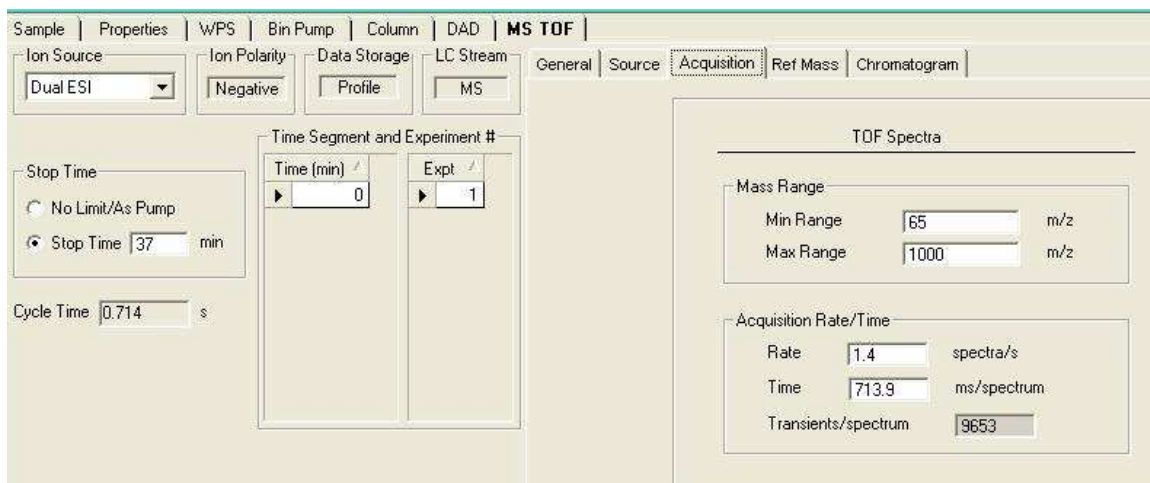 Sample Properties WPS Bin Pump Column DAD MS TOF
Ion Source Ion Polarity Data Storage LC Stream
Dual ESI Negative Profile MS
General Source Acquisition Ref Mass Chromatogram
Time Segment and Experiment #
Time (min) Expt
0 1
Stop Time
No Limit/As Pump
Stop Time 37 min
Cycle Time 0.714 s
TOF Spectra
Mass Range
Min Range 65 m/z
Max Range 1000 m/z
Acquisition Rate/Time
Rate 1.4 spectra/s
Time 713.9 ms/spectrum
Transients/spectrum 9653